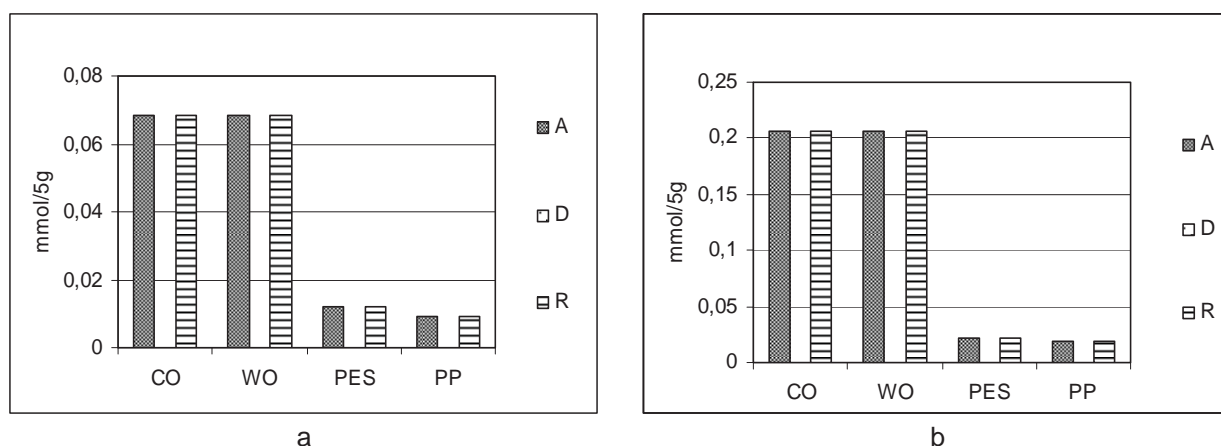 0,08
0,06
0,04
0,02
0
mmol/5g
CO WO PES PP
A
D
R
a
0,25
0,2
0,15
0,1
0,05
0
mmol/5g
CO WO PES PP
A
D
R
b